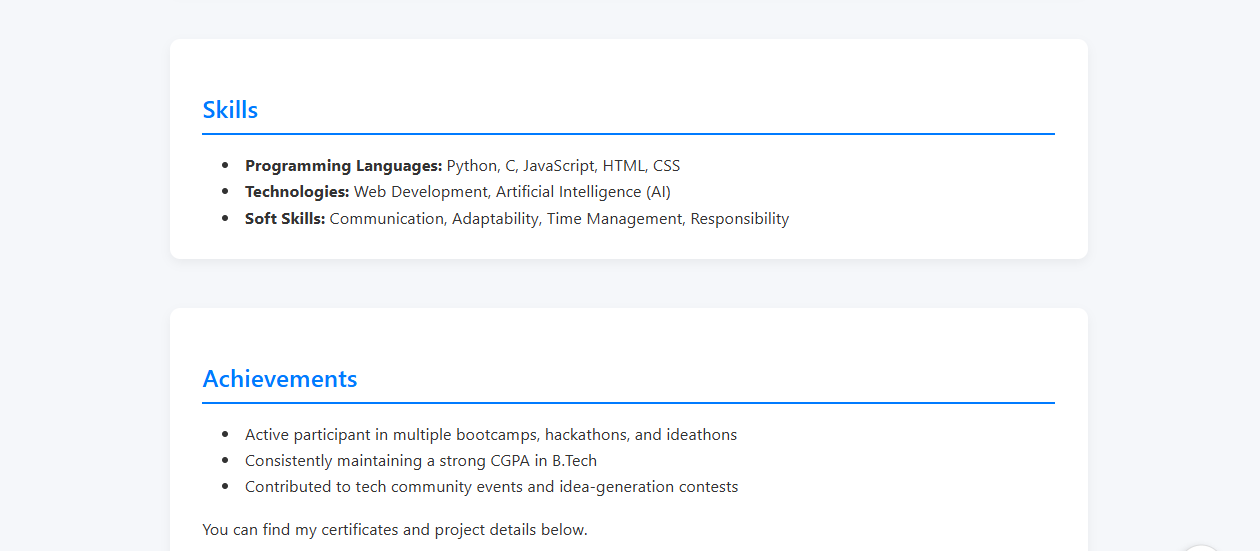 Skills
Programming Languages: Python, C, JavaScript, HTML, CSS
Technologies: Web Development, Artificial Intelligence (AI)
Soft Skills: Communication, Adaptability, Time Management, Responsibility
Achievements
Active participant in multiple bootcamps, hackathons, and ideathons
Consistently maintaining a strong CGPA in B.Tech
Contributed to tech community events and idea-generation contests
You can find my certificates and project details below.